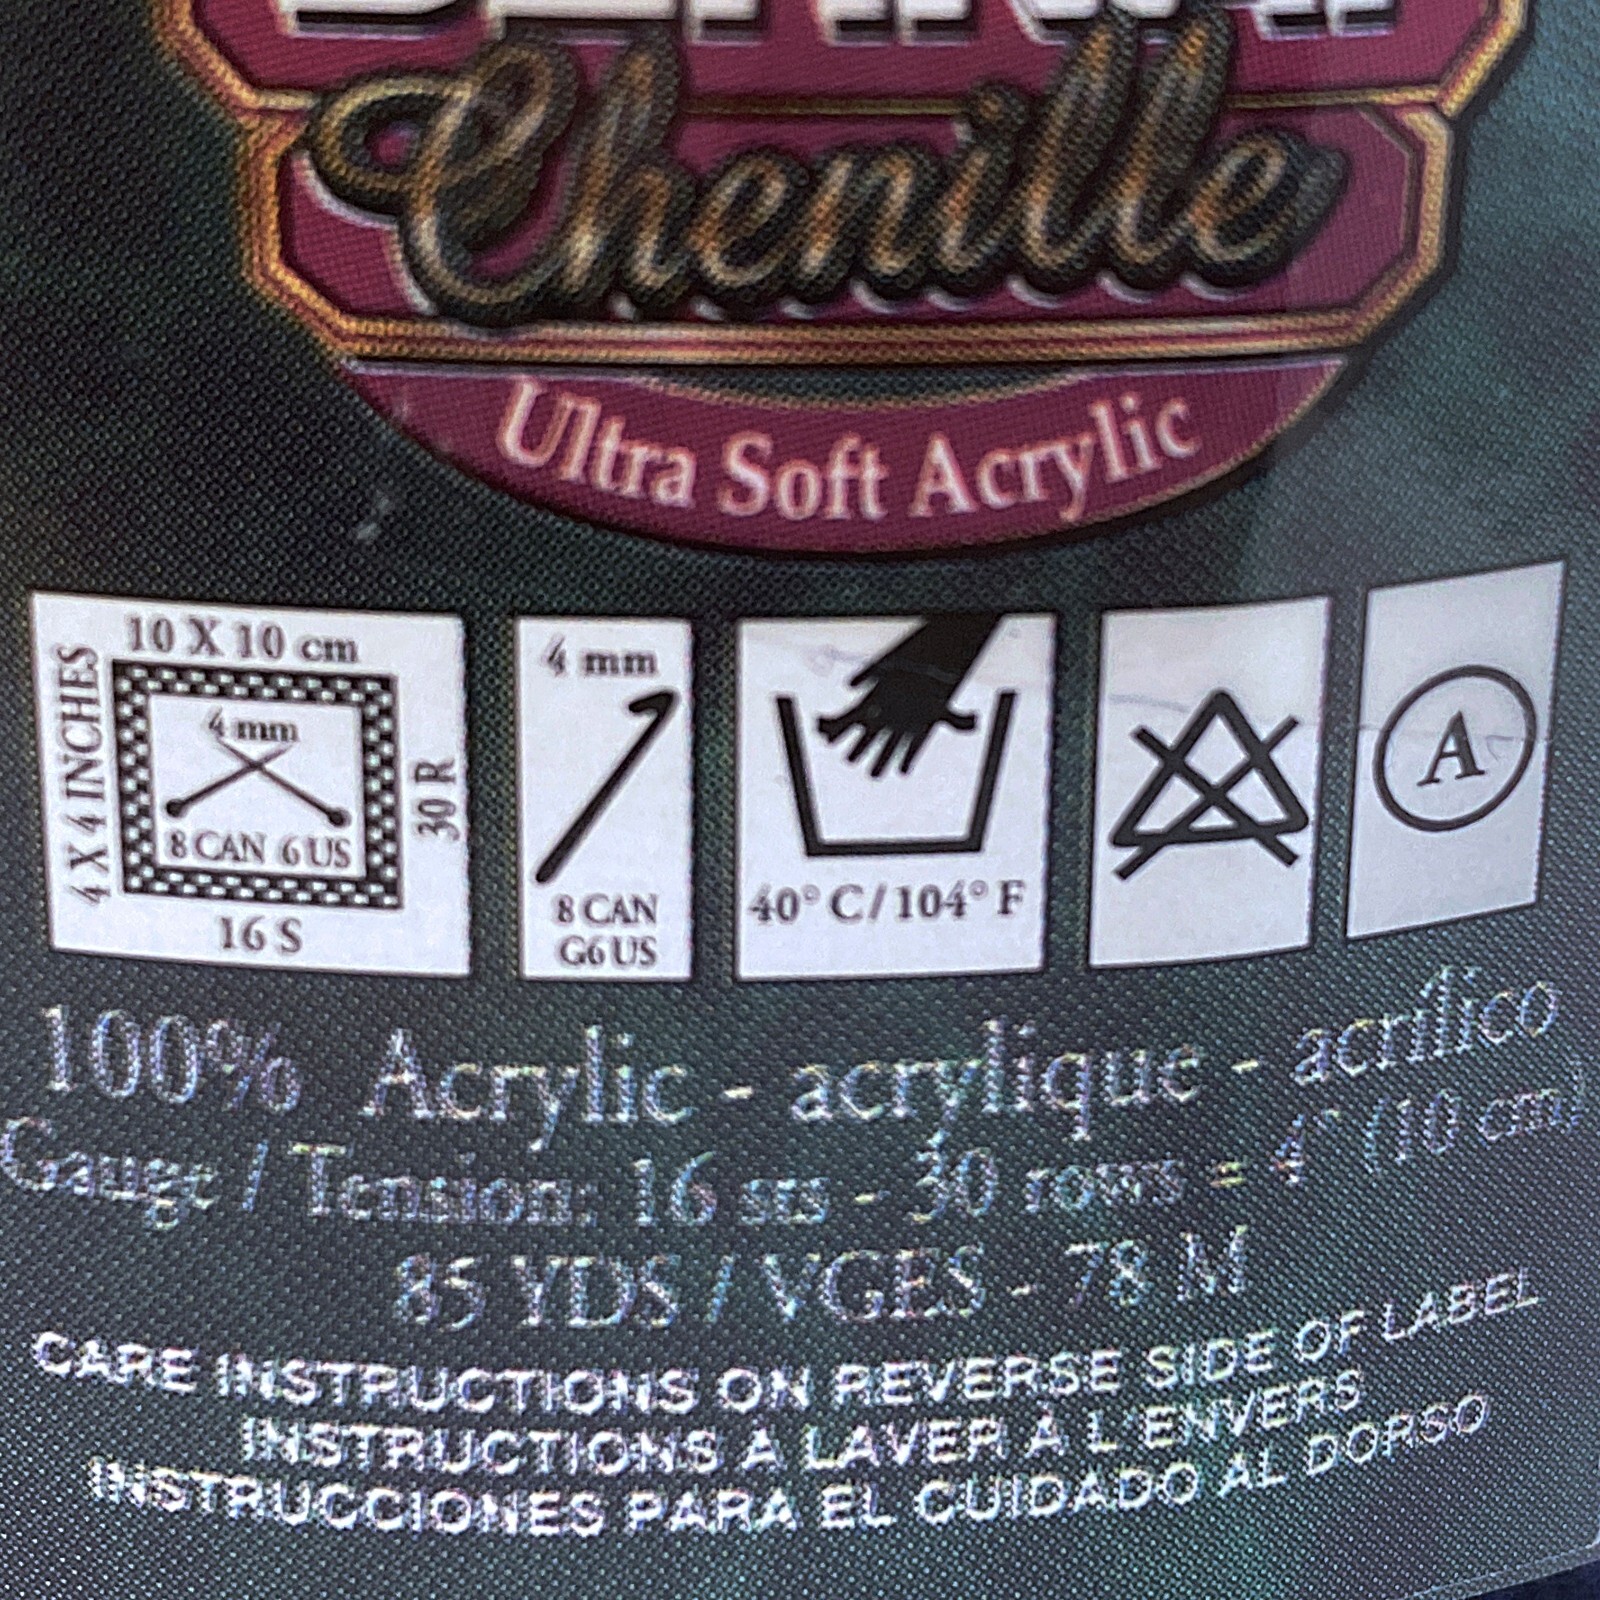 Chenille
Ultra Soft Acrylic
10 X 10 cm
4 X 4 INCHES
4 mm
8 CAN 6 US
30 R
16 S
4 mm
8 CAN
G6 US
40° C / 104° F
A
100% Acrylic - acrylique - acrílico
Gauge / Tension: 16 sts - 30 rows = 4" (10 cm)
85 YDS / VGES - 78 M
CARE INSTRUCTIONS ON REVERSE SIDE OF LABEL
INSTRUCTIONS À LAVER À L'ENVERS
INSTRUCCIONES PARA EL CUIDADO AL DORSO